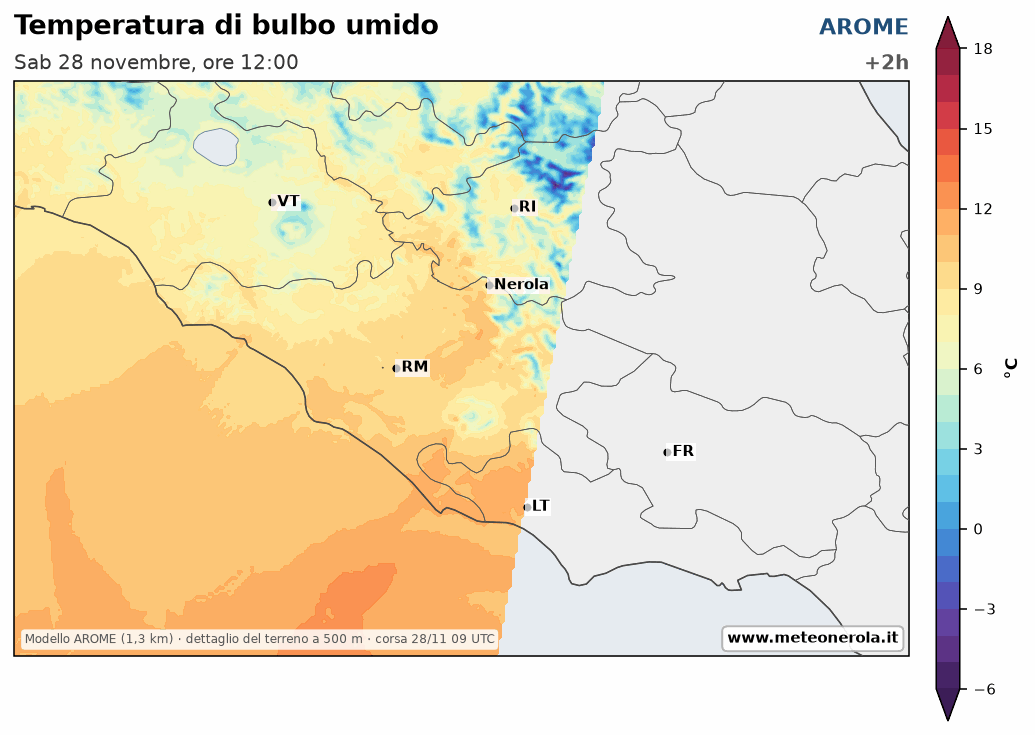 Temperatura di bulbo umido
AROME
Sab 28 novembre, ore 12:00
+2h
VT
RI
Nerola
RM
FR
LT
Modello AROME (1,3 km) · dettaglio del terreno a 500 m · corsa 28/11 09 UTC
www.meteonerola.it
18
15
12
9
6
3
0
−3
−6
°C